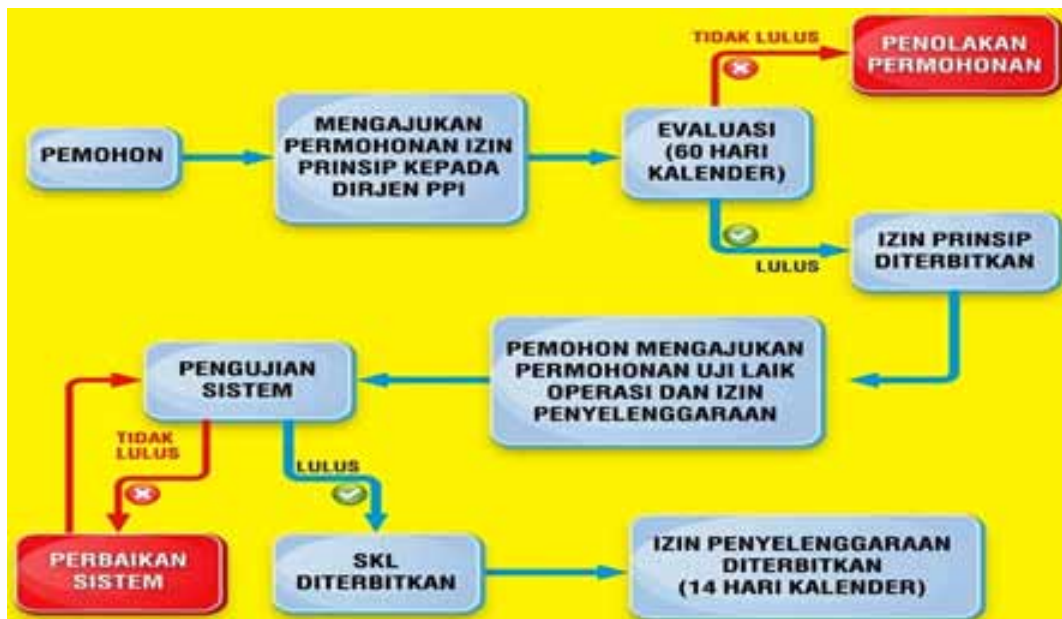 PEMOHON
MENGAJUKAN
PERMOHONAN IZIN
PRINSIP KEPADA
DIRJEN PPI
EVALUASI
(60 HARI
KALENDER)
TIDAK LULUS
PENOLAKAN
PERMOHONAN
LULUS
IZIN PRINSIP
DITERBITKAN
PEMOHON MENGAJUKAN
PERMOHONAN UJI LAIK
OPERASI DAN IZIN
PENYELENGGARAAN
PENGUJIAN
SISTEM
TIDAK
LULUS
PERBAIKAN
SISTEM
LULUS
SKL
DITERBITKAN
IZIN PENYELENGGARAAN
DITERBITKAN
(14 HARI KALENDER)